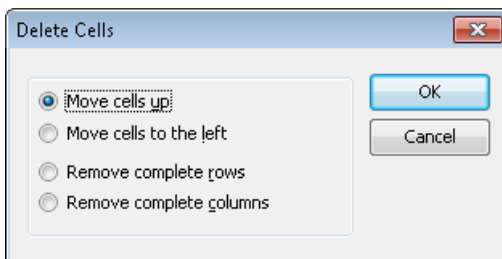 Delete Cells
Move cells up
Move cells to the left
Remove complete rows
Remove complete columns
OK
Cancel